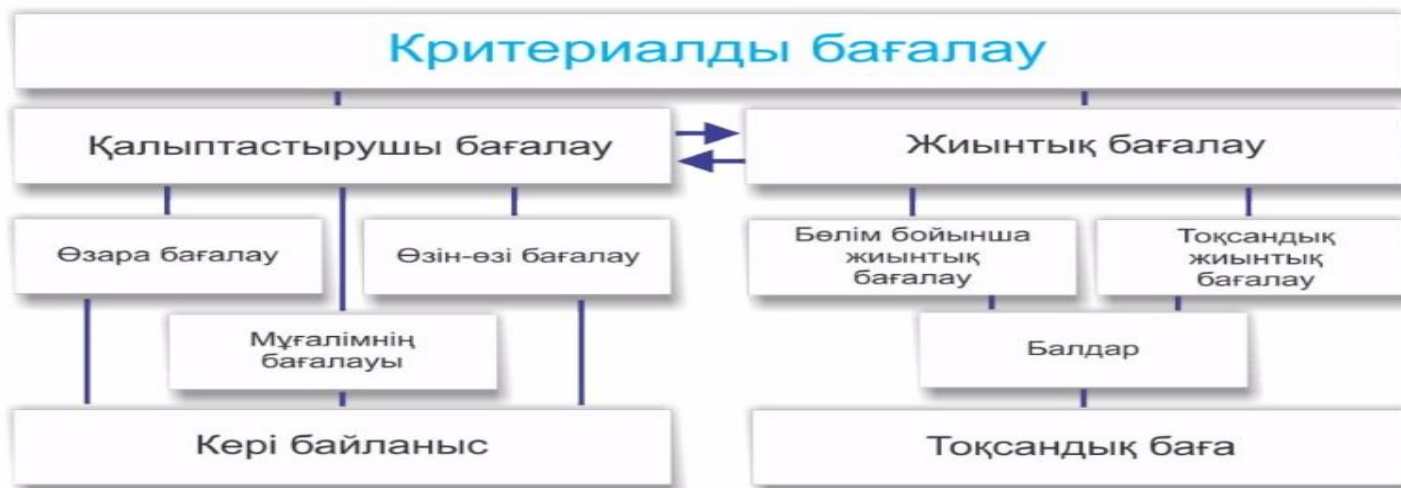 Критериалды бағалау
Қалыптастырушы бағалау
Жиынтық бағалау
Өзара бағалау
Өзін-өзі бағалау
Бөлім бойынша
жиынтық
бағалау
Тоқсандық
жиынтық
бағалау
Мұғалімнің
бағалауы
Балдар
Кері байланыс
Тоқсандық баға